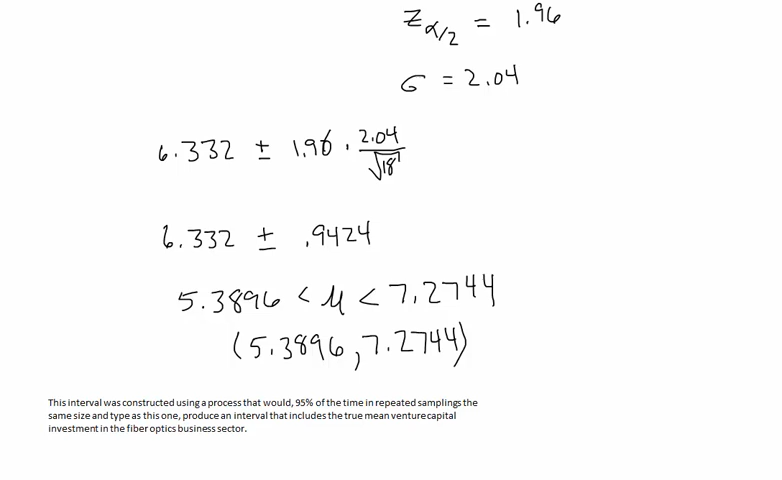 Z α/2 = 1.96
σ = 2.04
6.332 ± 1.96 · 2.04/√18
6.332 ± .9424
5.3896 < μ < 7.2744
(5.3896, 7.2744)
This interval was constructed using a process that would, 95% of the time in repeated samplings the
same size and type as this one, produce an interval that includes the true mean venture capital
investment in the fiber optics business sector.